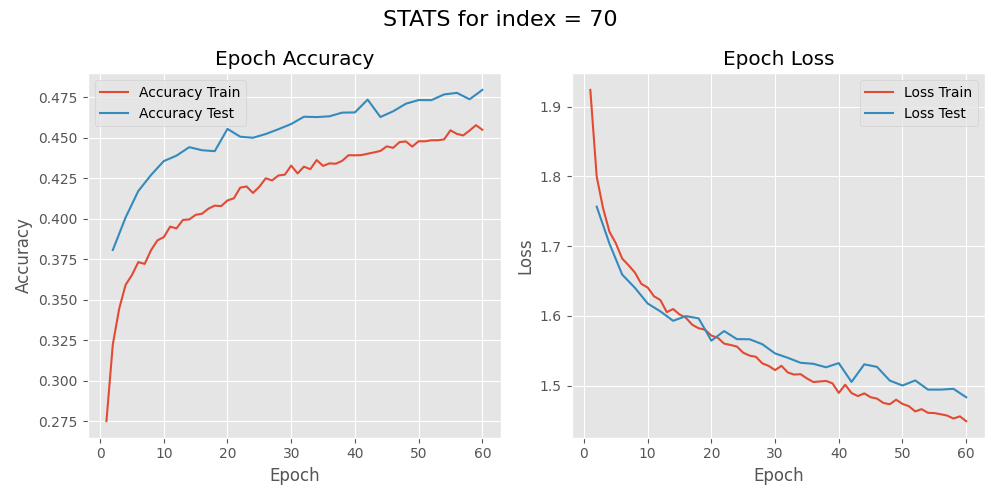 STATS for index = 70
Epoch Accuracy
Accuracy Train
Accuracy Test
0.475
0.450
0.425
0.400
0.375
0.350
0.325
0.300
0.275
Accuracy
0 10 20 30 40 50 60
Epoch
Epoch Loss
Loss Train
Loss Test
1.9
1.8
1.7
1.6
1.5
Loss
0 10 20 30 40 50 60
Epoch